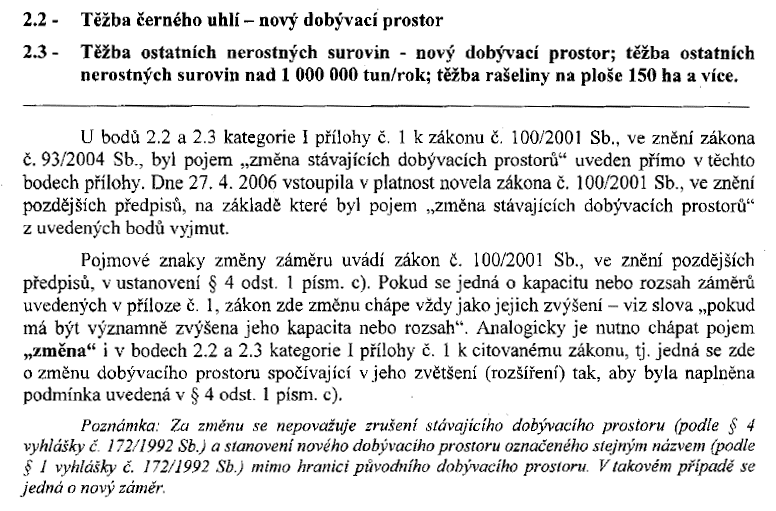 2.2 - Těžba černého uhlí – nový dobývací prostor
2.3 - Těžba ostatních nerostných surovin - nový dobývací prostor; těžba ostatních
nerostných surovin nad 1 000 000 tun/rok; těžba rašeliny na ploše 150 ha a více.
U bodů 2.2 a 2.3 kategorie I přílohy č. 1 k zákonu č. 100/2001 Sb., ve znění zákona
č. 93/2004 Sb., byl pojem „změna stávajících dobývacích prostorů“ uveden přímo v těchto
bodech přílohy. Dne 27. 4. 2006 vstoupila v platnost novela zákona č. 100/2001 Sb., ve znění
pozdějších předpisů, na základě které byl pojem „změna stávajících dobývacích prostorů“
z uvedených bodů vyjmut.
Pojmové znaky změny záměru uvádí zákon č. 100/2001 Sb., ve znění pozdějších
předpisů, v ustanovení § 4 odst. 1 písm. c). Pokud se jedná o kapacitu nebo rozsah záměrů
uvedených v příloze č. 1, zákon zde změnu chápe vždy jako jejich zvýšení – viz slova „pokud
má být významně zvýšena jeho kapacita nebo rozsah“. Analogicky je nutno chápat pojem
„změna“ i v bodech 2.2 a 2.3 kategorie I přílohy č. 1 k citovanému zákonu, tj. jedná se zde
o změnu dobývacího prostoru spočívající v jeho zvětšení (rozšíření) tak, aby byla naplněna
podmínka uvedená v § 4 odst. 1 písm. c).
Poznámka: Za změnu se nepovažuje zrušení stávajícího dobývacího prostoru (podle § 4
vyhlášky č. 172/1992 Sb.) a stanovení nového dobývacího prostoru označeného stejným názvem (podle
§ 1 vyhlášky č. 172/1992 Sb.) mimo hranici původního dobývacího prostoru. V takovém případě se
jedná o nový záměr.